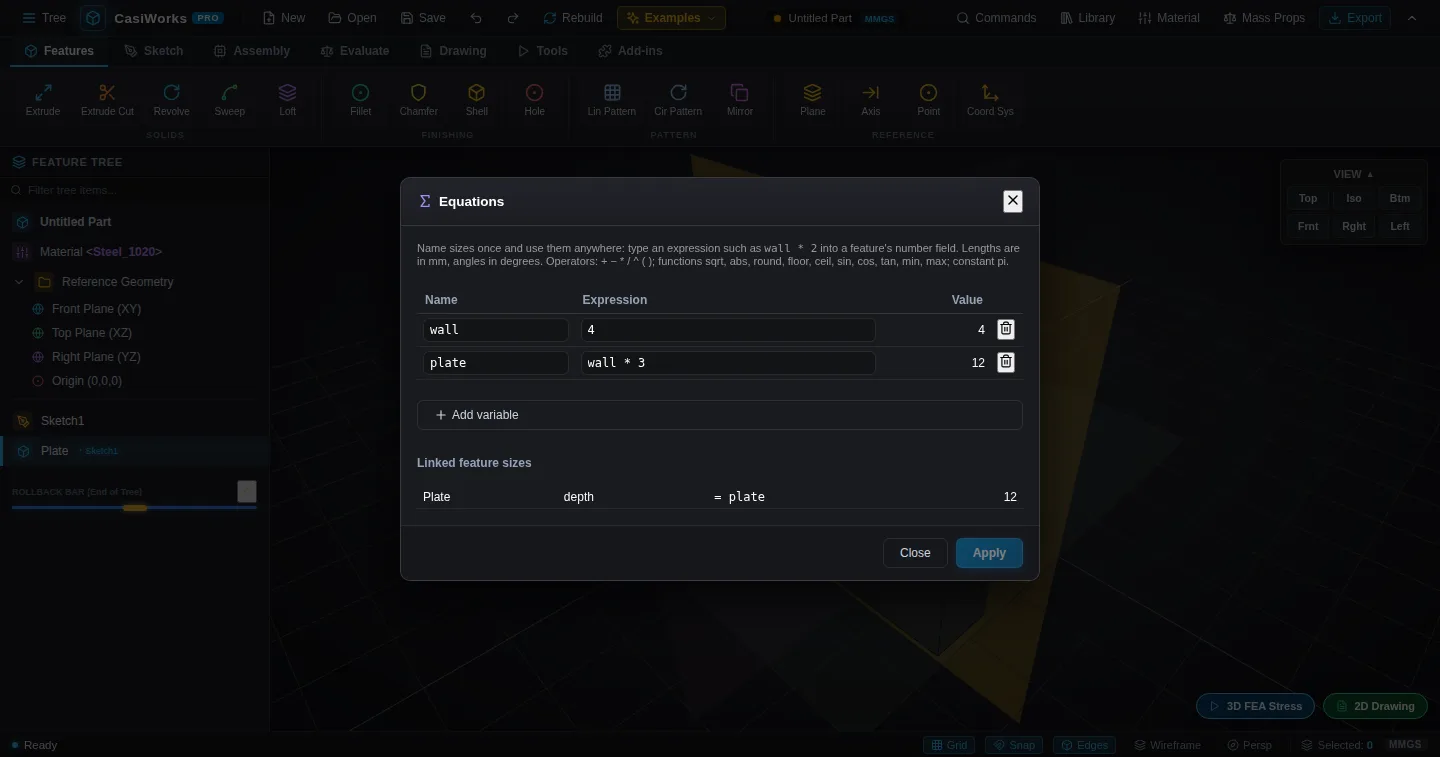 Tree CasiWorks PRO New Open Save Rebuild Examples Untitled Part MMGS Commands Library Material Mass Props Export
Features Sketch Assembly Evaluate Drawing Tools Add-ins
Extrude Extrude Cut Revolve Sweep Loft Fillet Chamfer Shell Hole Lin Pattern Cir Pattern Mirror Plane Axis Point Coord Sys
SOLIDS FINISHING PATTERN REFERENCE
FEATURE TREE
Filter tree items...
Untitled Part
Material <Steel_1020>
Reference Geometry
Front Plane (XY)
Top Plane (XZ)
Right Plane (YZ)
Origin (0,0,0)
Sketch1
Plate · Sketch1
ROLLBACK BAR (End of Tree)
Equations
Name sizes once and use them anywhere: type an expression such as wall * 2 into a feature's number field. Lengths are
in mm, angles in degrees. Operators: + − * / ^ ( ); functions sqrt, abs, round, floor, ceil, sin, cos, tan, min, max; constant pi.
Name Expression Value
wall 4 4
plate wall * 3 12
Add variable
Linked feature sizes
Plate depth = plate 12
Close Apply
VIEW ▲
Top Iso Btm
Frnt Rght Left
3D FEA Stress 2D Drawing
Ready Grid Snap Edges Wireframe Persp Selected: 0 MMGS